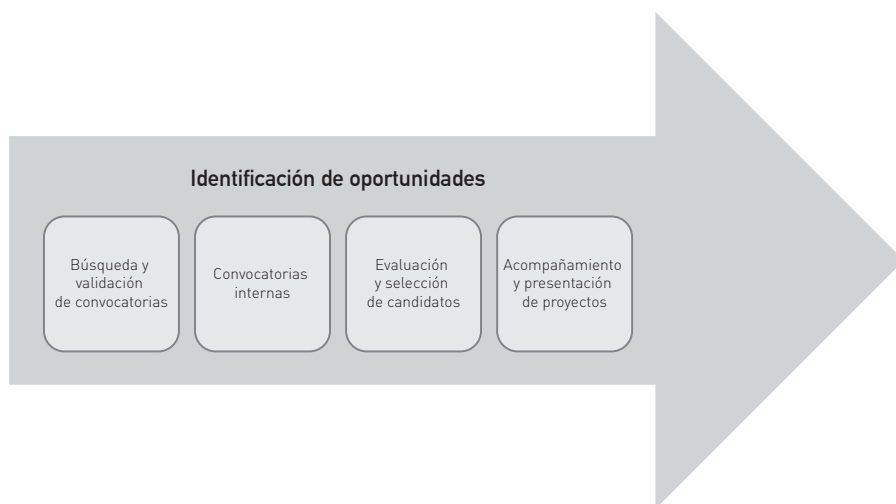 Identificación de oportunidades
Búsqueda y
validación
de convocatorias
Convocatorias
internas
Evaluación
y selección
de candidatos
Acompañamiento
y presentación
de proyectos